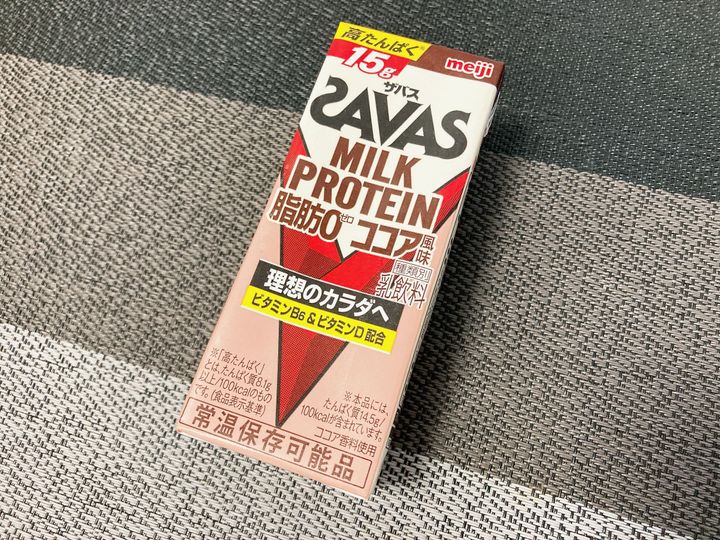 高たんぱく※
15g
meiji
ザバス
SAVAS
MILK
PROTEIN
脂肪0ゼロ ココア風味
種類別
乳飲料
理想のカラダへ
ビタミンB6 & ビタミンD 配合
※「高たんぱく」
とは、たんぱく質8.1g
以上/100kcalのもの
です。(食品表示基準)
※本品には、
たんぱく質14.5g/
100kcalが含まれています。
ココア香料使用
常温保存可能品